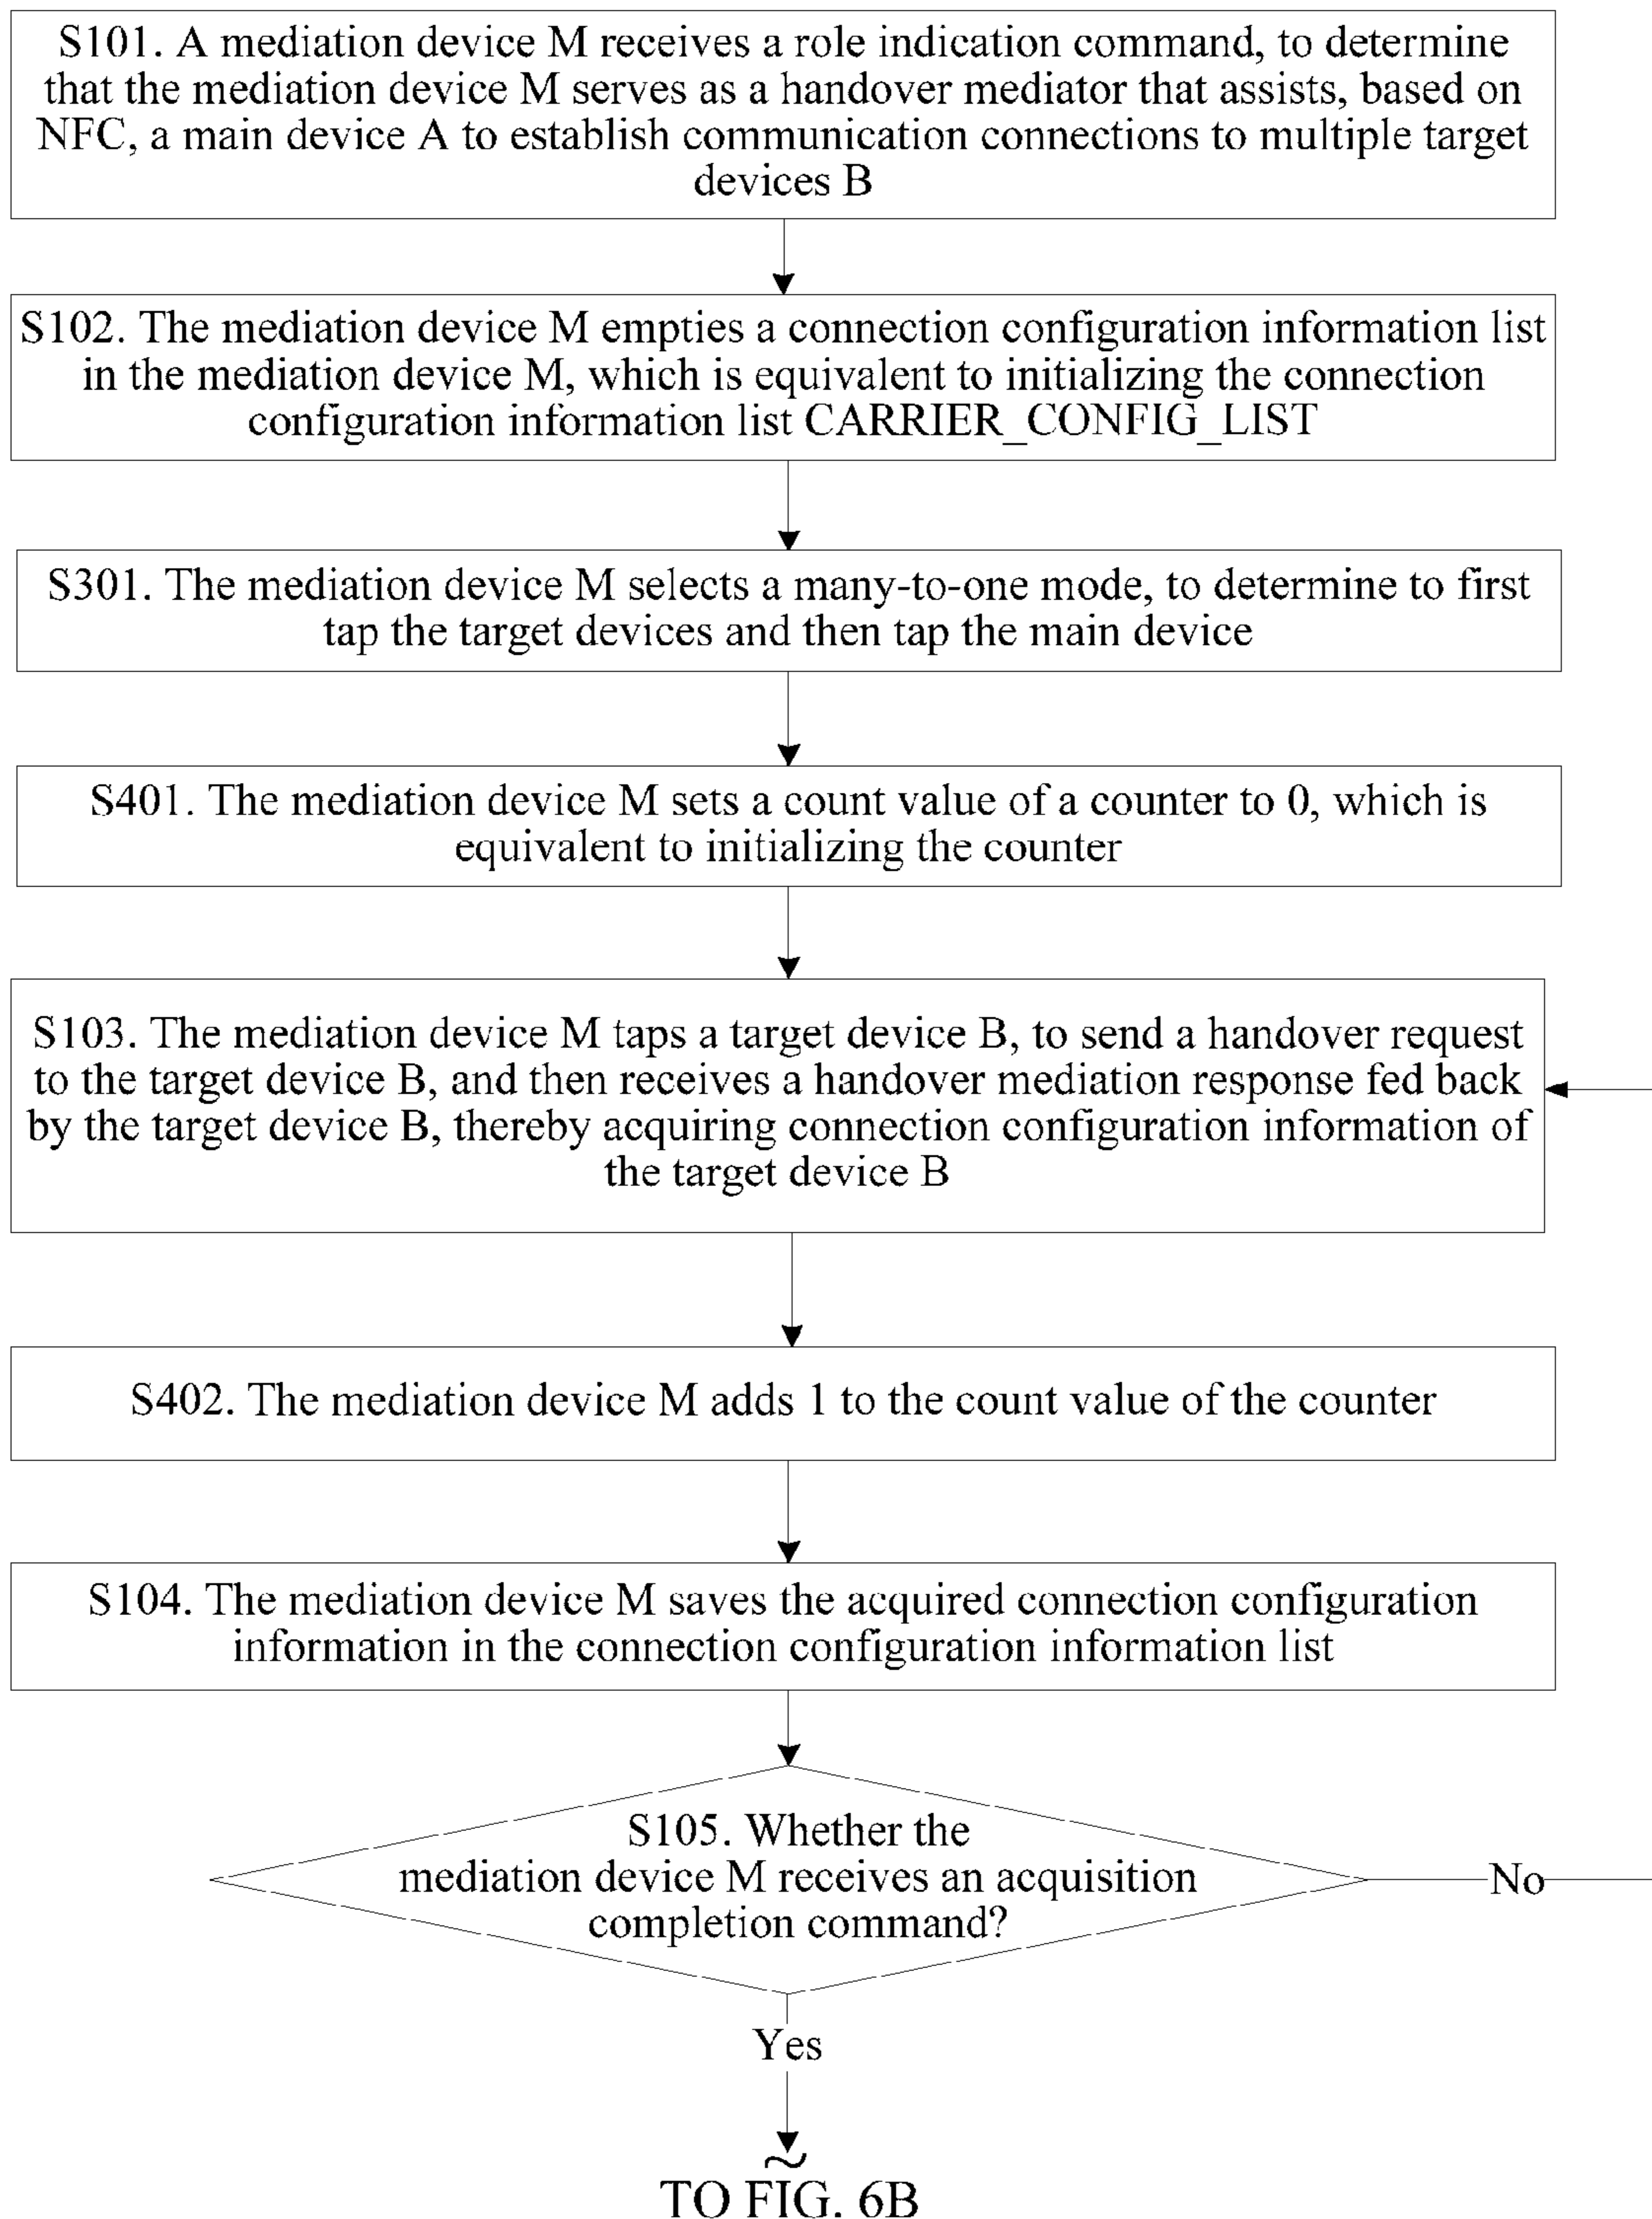 S101. A mediation device M receives a role indication command, to determine
that the mediation device M serves as a handover mediator that assists, based on
NFC, a main device A to establish communication connections to multiple target
devices B
S102. The mediation device M empties a connection configuration information list
in the mediation device M, which is equivalent to initializing the connection
configuration information list CARRIER_CONFIG_LIST
S301. The mediation device M selects a many-to-one mode, to determine to first
tap the target devices and then tap the main device
S401. The mediation device M sets a count value of a counter to 0, which is
equivalent to initializing the counter
S103. The mediation device M taps a target device B, to send a handover request
to the target device B, and then receives a handover mediation response fed back
by the target device B, thereby acquiring connection configuration information of
the target device B
S402. The mediation device M adds 1 to the count value of the counter
S104. The mediation device M saves the acquired connection configuration
information in the connection configuration information list
S105. Whether the
mediation device M receives an acquisition
completion command?
No
Yes
TO FIG. 6B